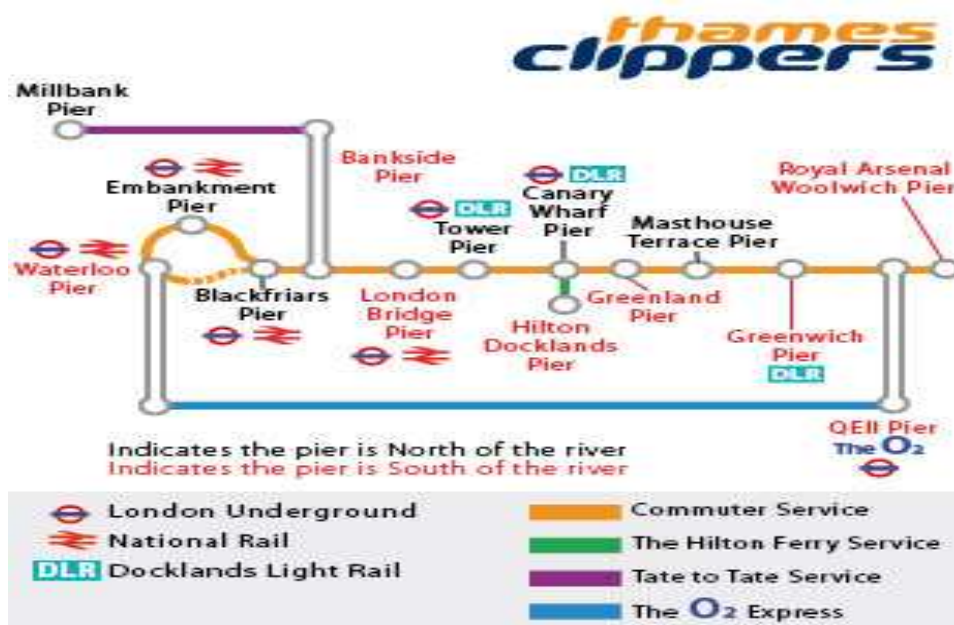 thames
clippers
Millbank
Pier
Embankment
Pier
Bankside
Pier
DLR
Tower
Pier
DLR
Canary
Wharf
Pier
Masthouse
Terrace Pier
Royal Arsenal
Woolwich Pier
Waterloo
Pier
Blackfriars
Pier
London
Bridge
Pier
Hilton
Docklands
Pier
Greenland
Pier
Greenwich
Pier
DLR
QEII Pier
The O2
Indicates the pier is North of the river
Indicates the pier is South of the river
London Underground
National Rail
DLR Docklands Light Rail
Commuter Service
The Hilton Ferry Service
Tate to Tate Service
The O2 Express